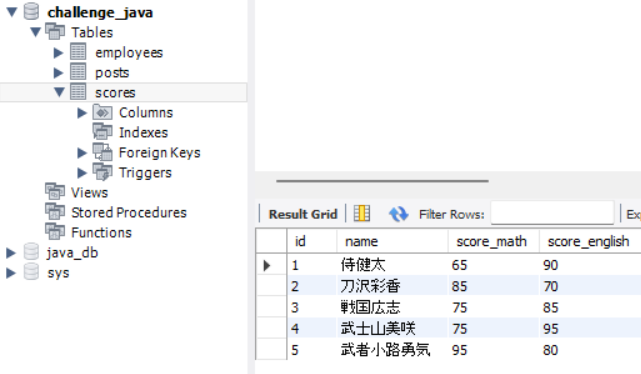 challenge_java
Tables
employees
posts
scores
Columns
Indexes
Foreign Keys
Triggers
Views
Stored Procedures
Functions
java_db
sys
Result Grid Filter Rows:
id name score_math score_english
1 侍健太 65 90
2 刀沢彩香 85 70
3 戦国広志 75 85
4 武士山美咲 75 95
5 武者小路勇気 95 80